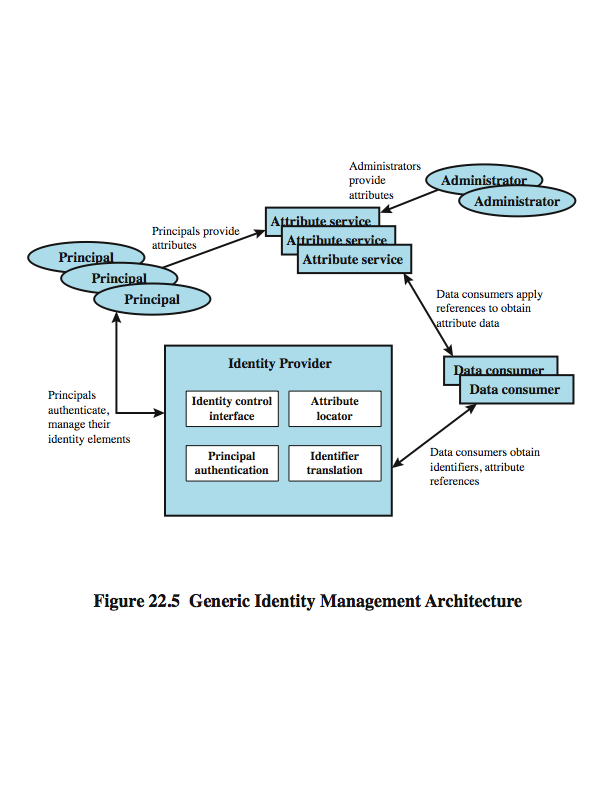 Administrators
provide
attributes
Administrator
Administrator
Principals provide
attributes
Attribute service
Attribute service
Attribute service
Principal
Principal
Principal
Data consumers apply
references to obtain
attribute data
Identity Provider
Data consumer
Data consumer
Identity control
interface
Attribute
locator
Principals
authenticate,
manage their
identity elements
Principal
authentication
Identifier
translation
Data consumers obtain
identifiers, attribute
references
Figure 22.5 Generic Identity Management Architecture